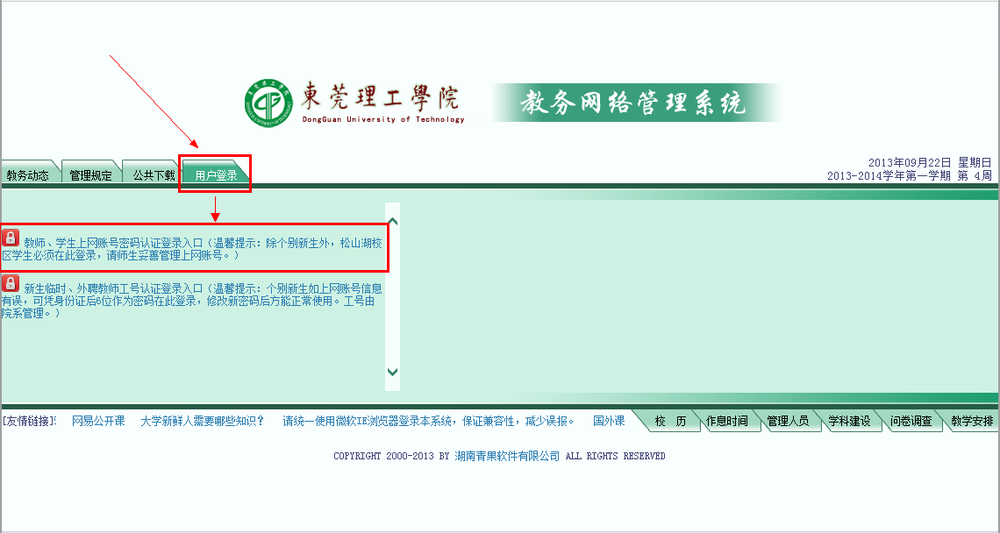 東莞理工學院
DongGuan University of Technology
教务网络管理系统
教务动态 管理规定 公共下载 用户登录
2013年09月22日 星期日
2013-2014学年第一学期 第 4周
教师、学生上网账号密码认证登录入口（温馨提示：除个别新生外，松山湖校
区学生必须在此登录，请师生妥善管理上网账号。）
新生临时、外聘教师工号认证登录入口（温馨提示：个别新生如上网账号信息
有误，可凭身份证后6位作为密码在此登录，修改新密码后方能正常使用。工号由
院系管理。）
[友情链接]: 网易公开课 大学新鲜人需要哪些知识？ 请统一使用微软IE浏览器登录本系统，保证兼容性，减少误报。 国外课 校 历 作息时间 管理人员 学科建设 问卷调查 教学安排
COPYRIGHT 2000-2013 BY 湖南青果软件有限公司 ALL RIGHTS RESERVED